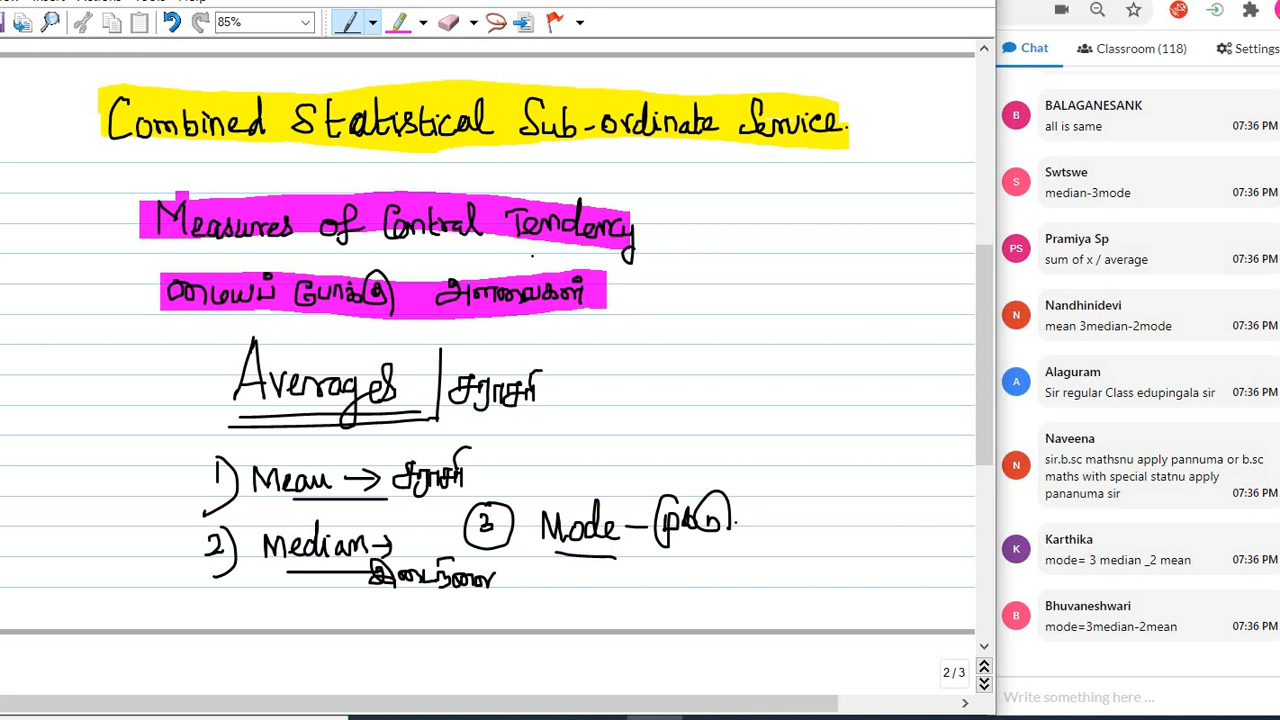 85%
Combined Statistical Sub-ordinate Service.
Measures of Central Tendency
மையப் போக்கு அளவைகள்
Averages | சராசரி
1) Mean → சராசரி
2) Median →
இடைநிலை
3 Mode - முகடு.
2 / 3
Chat
Classroom (118)
Settings
B
BALAGANESANK
all is same
07:36 PM
S
Swtswe
median-3mode
07:36 PM
PS
Pramiya Sp
sum of x / average
07:36 PM
N
Nandhinidevi
mean 3median-2mode
07:36 PM
A
Alaguram
Sir regular Class edupingala sir
07:36 PM
N
Naveena
sir.b.sc mathsnu apply pannuma or b.sc
maths with special statnu apply
pananuma sir
07:36 PM
K
Karthika
mode= 3 median _2 mean
07:36 PM
B
Bhuvaneshwari
mode=3median-2mean
07:36 PM
Write something here ...